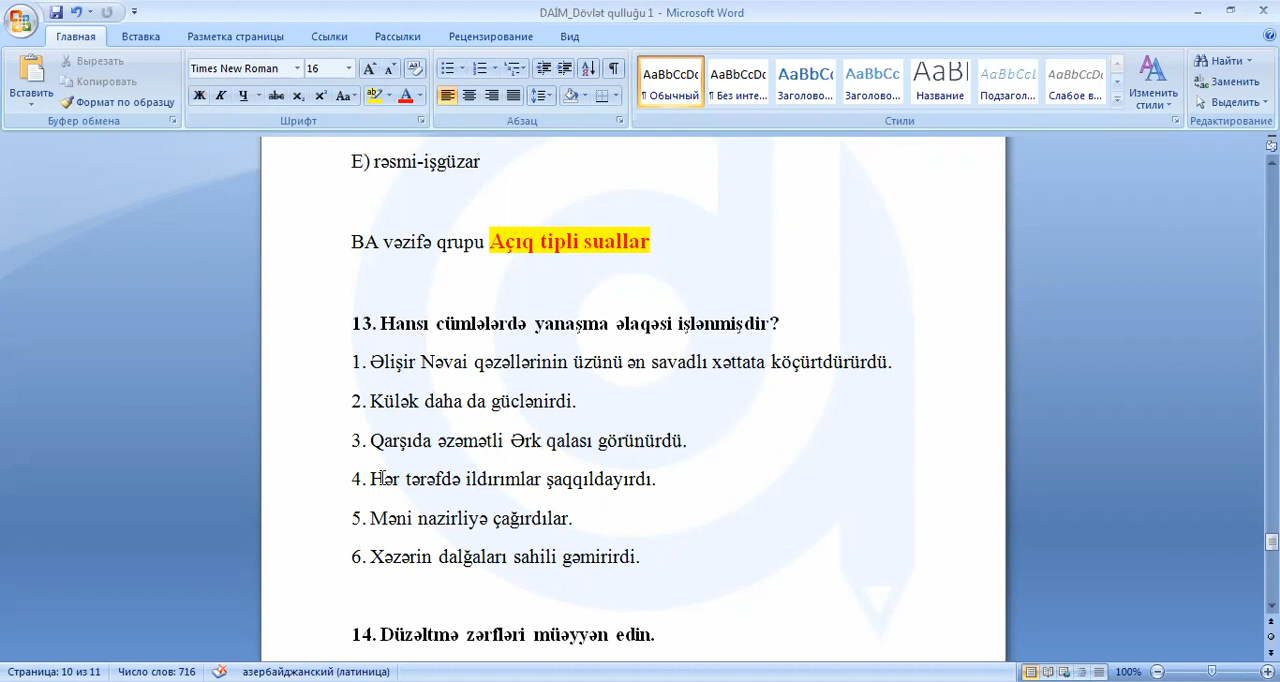 DAİM_Dövlət qulluğu 1 - Microsoft Word
Главная Вставка Разметка страницы Ссылки Рассылки Рецензирование Вид
Вставить
Вырезать
Копировать
Формат по образцу
Буфер обмена
Times New Roman 16
Шрифт
Абзац
AaBbCcDc AaBbCcDc AaBbC AaBbCc AaBl AaBbCcL AaBbCcDc
¶ Обычный ¶ Без инте... Заголово... Заголово... Название Подзагол... Слабое в...
Стили
Изменить стили
Найти
Заменить
Выделить
Редактирование
E) rəsmi-işgüzar
BA vəzifə qrupu Açıq tipli suallar
13. Hansı cümlələrdə yanaşma əlaqəsi işlənmişdir?
1. Əlişir Nəvai qəzəllərinin üzünü ən savadlı xəttata köçürtdürürdü.
2. Külək daha da güclənirdi.
3. Qarşıda əzəmətli Ərk qalası görünürdü.
4. Hər tərəfdə ildırımlar şaqqıldayırdı.
5. Məni nazirliyə çağırdılar.
6. Xəzərin dalğaları sahili gəmirirdi.
14. Düzəltmə zərfləri müəyyən edin.
Страница: 10 из 11 Число слов: 716 азербайджанский (латиница) 100%